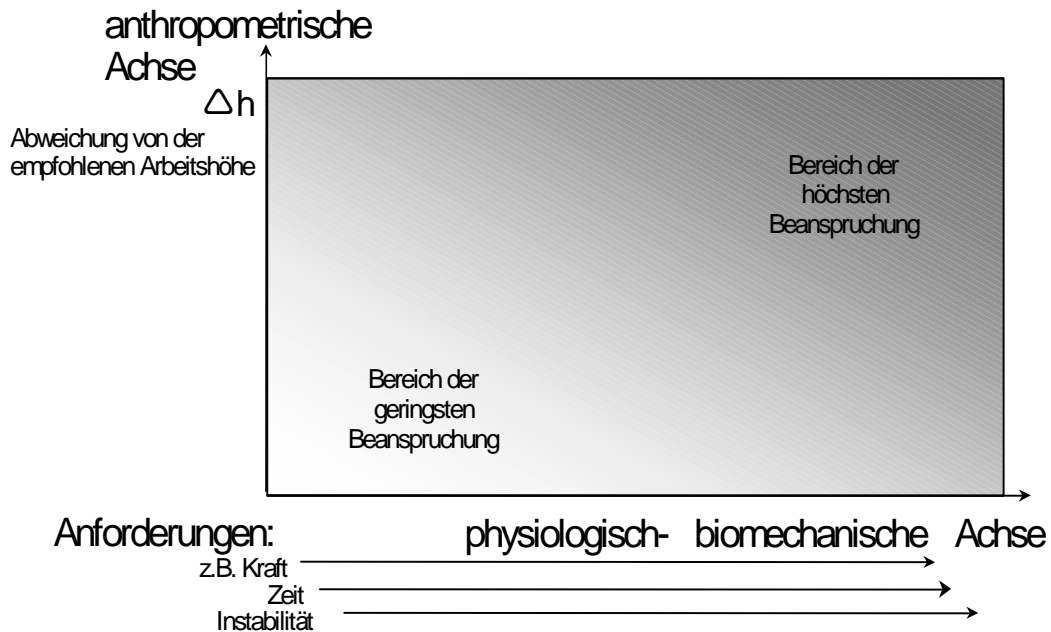 anthropometrische
Achse
△h
Abweichung von der
empfohlenen Arbeitshöhe
Bereich der
höchsten
Beanspruchung
Bereich der
geringsten
Beanspruchung
Anforderungen: physiologisch- biomechanische Achse
z.B. Kraft
Zeit
Instabilität